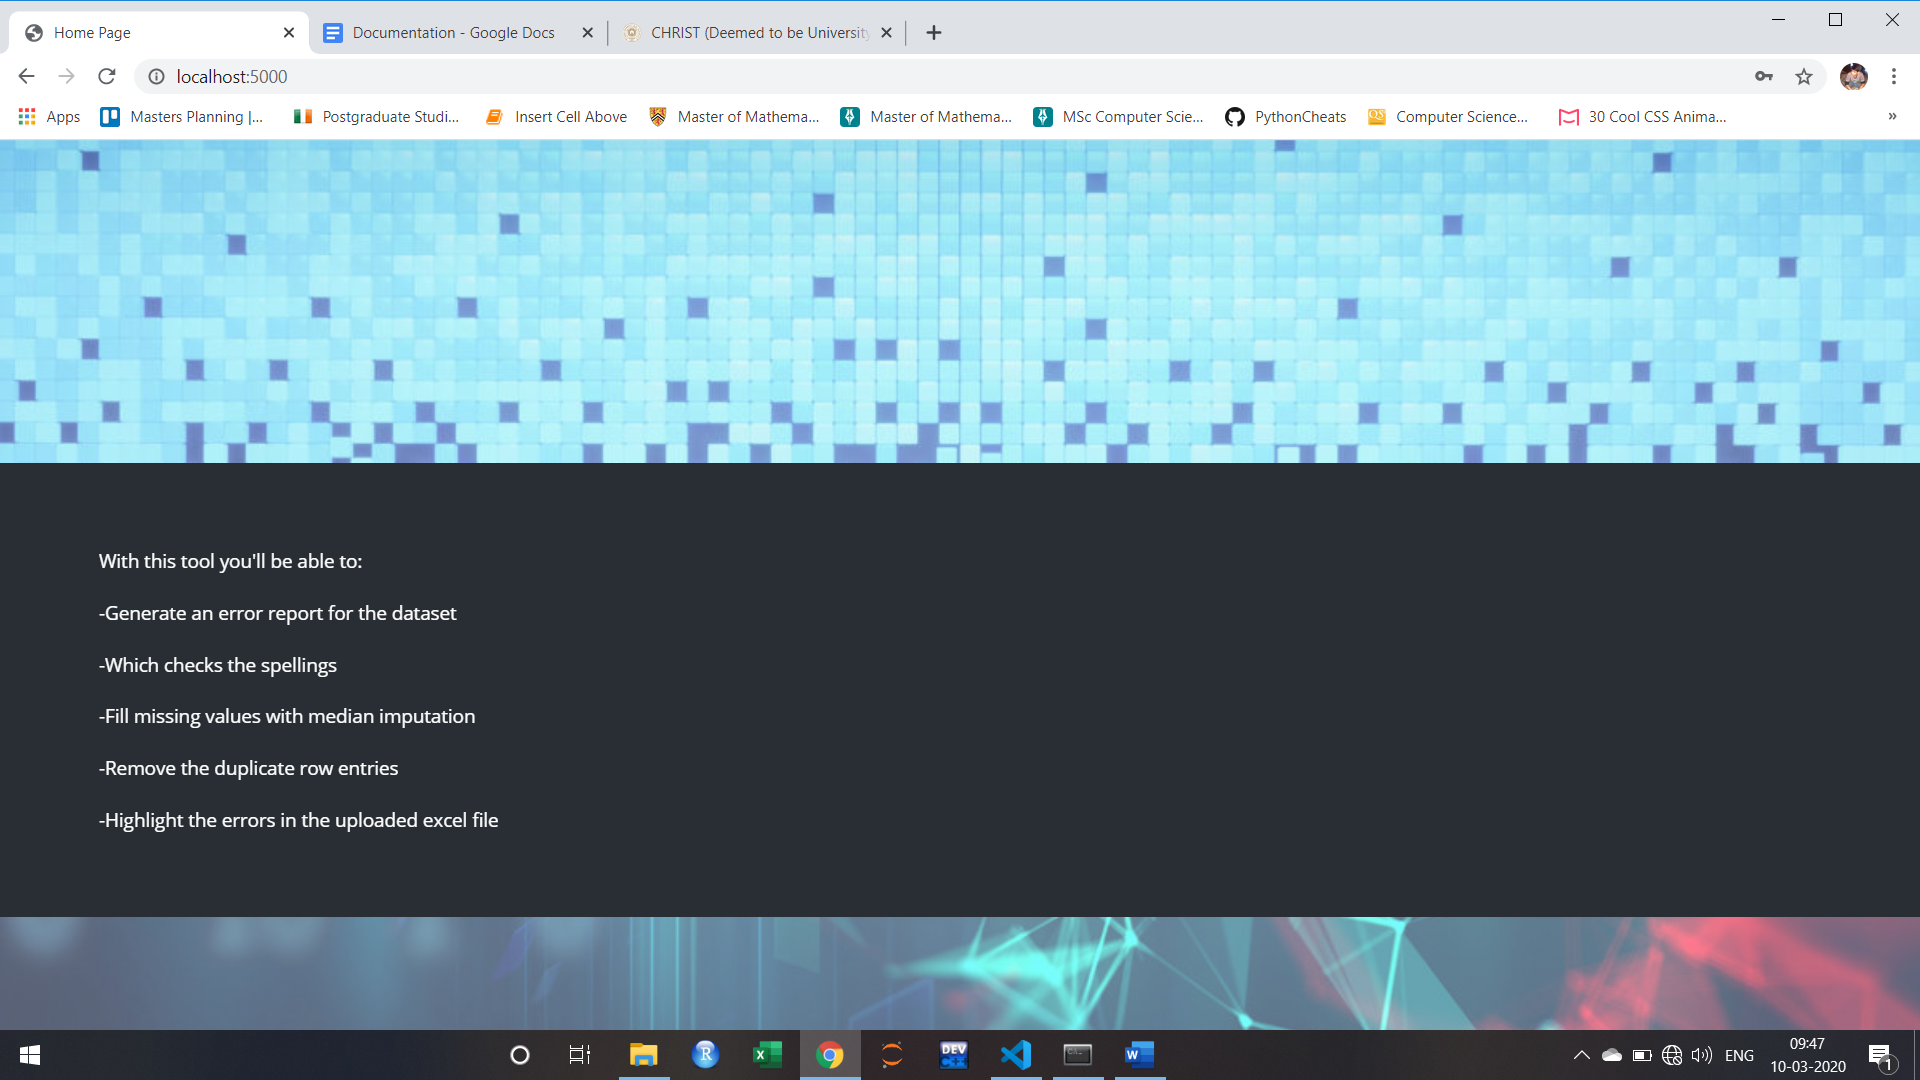 Home Page
Documentation - Google Docs
CHRIST (Deemed to be University
localhost:5000
Apps
Masters Planning |...
Postgraduate Studi...
Insert Cell Above
Master of Mathema...
Master of Mathema...
MSc Computer Scie...
PythonCheats
QS
Computer Science...
30 Cool CSS Anima...
»
With this tool you'll be able to:
-Generate an error report for the dataset
-Which checks the spellings
-Fill missing values with median imputation
-Remove the duplicate row entries
-Highlight the errors in the uploaded excel file
R
X
DEV
C++
W
ENG
09:47
10-03-2020
1